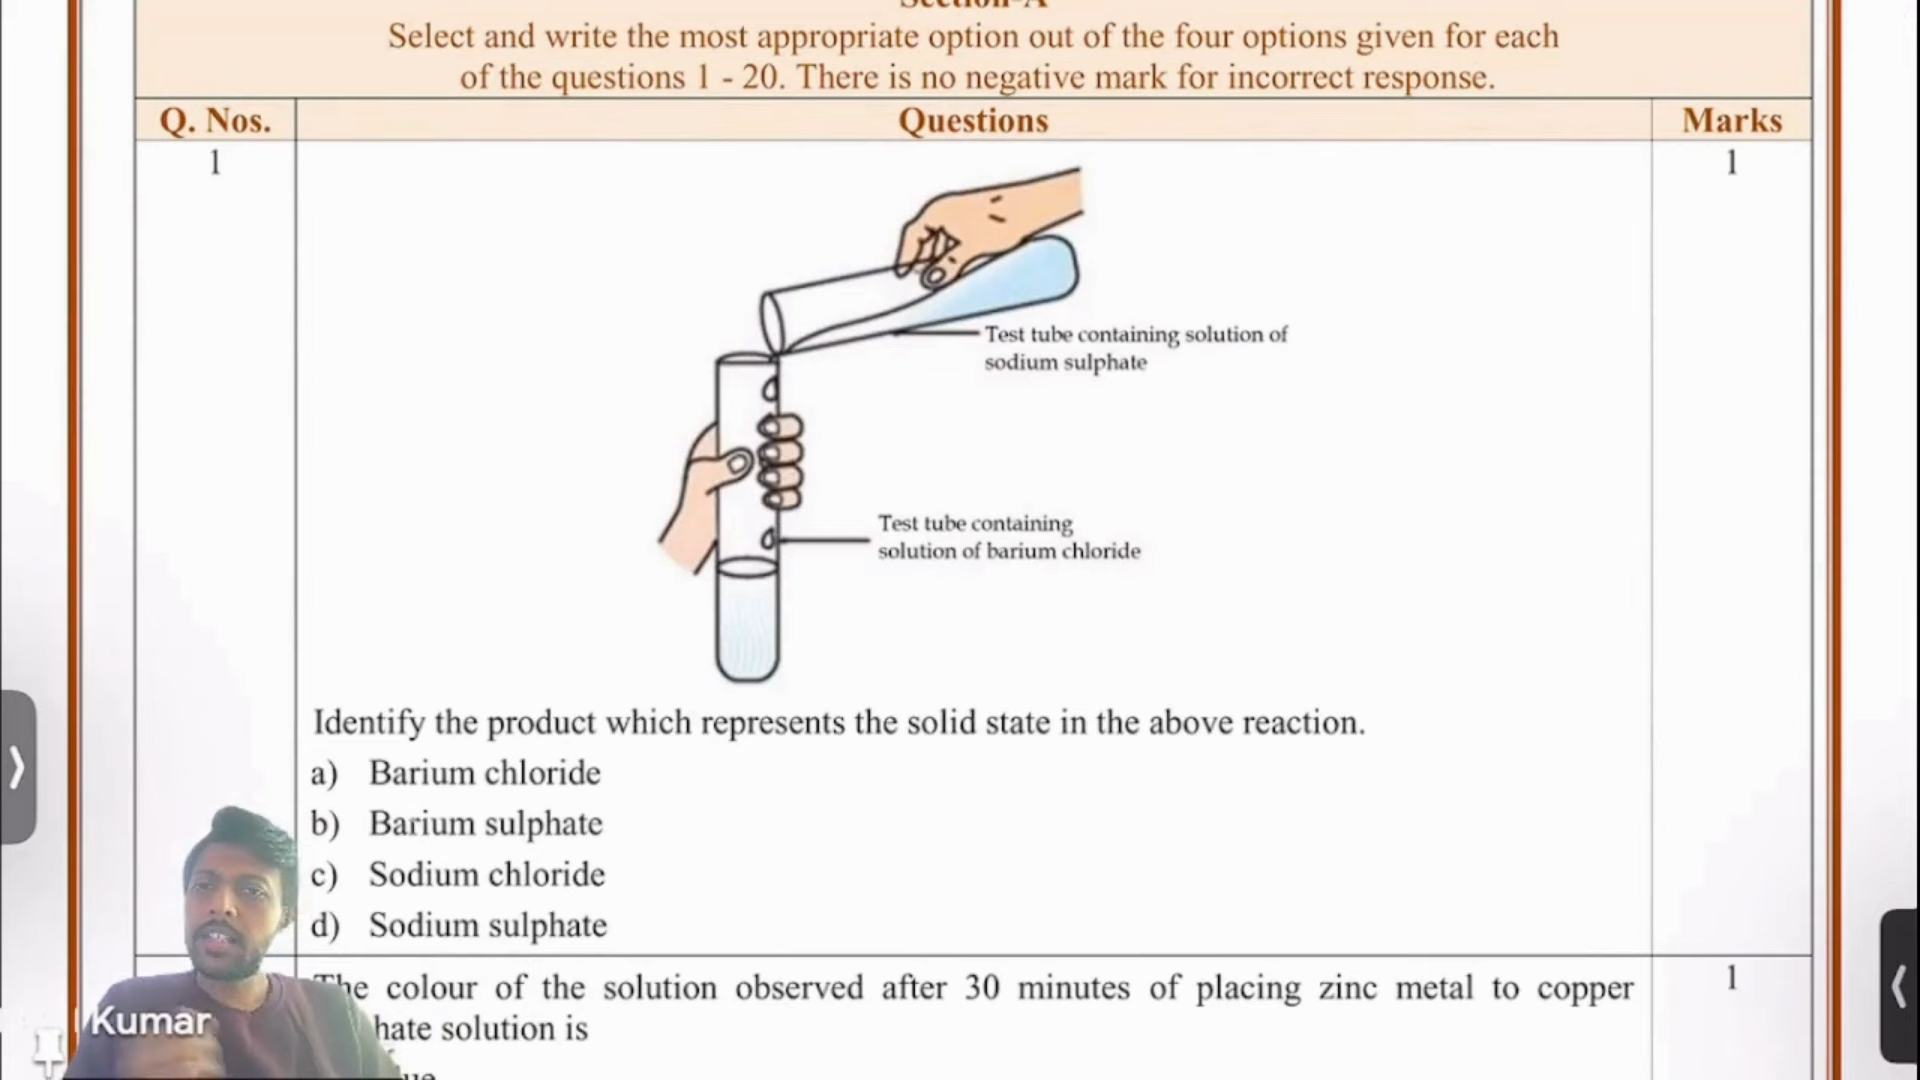 Section-A
Select and write the most appropriate option out of the four options given for each
of the questions 1 - 20. There is no negative mark for incorrect response.
Q. Nos. Questions Marks
1 1
Test tube containing solution of
sodium sulphate
Test tube containing
solution of barium chloride
Identify the product which represents the solid state in the above reaction.
a) Barium chloride
b) Barium sulphate
c) Sodium chloride
d) Sodium sulphate
The colour of the solution observed after 30 minutes of placing zinc metal to copper 1
hate solution is
Kumar